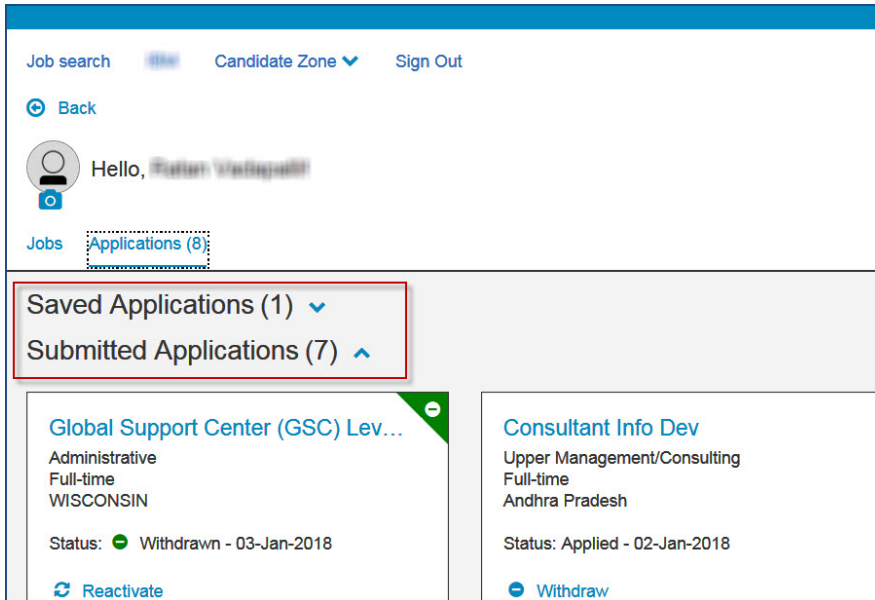 Job search Candidate Zone Sign Out
Back
Hello,
Jobs Applications (8)
Saved Applications (1)
Submitted Applications (7)
Global Support Center (GSC) Lev...
Administrative
Full-time
WISCONSIN
Status: Withdrawn - 03-Jan-2018
Reactivate
Consultant Info Dev
Upper Management/Consulting
Full-time
Andhra Pradesh
Status: Applied - 02-Jan-2018
Withdraw